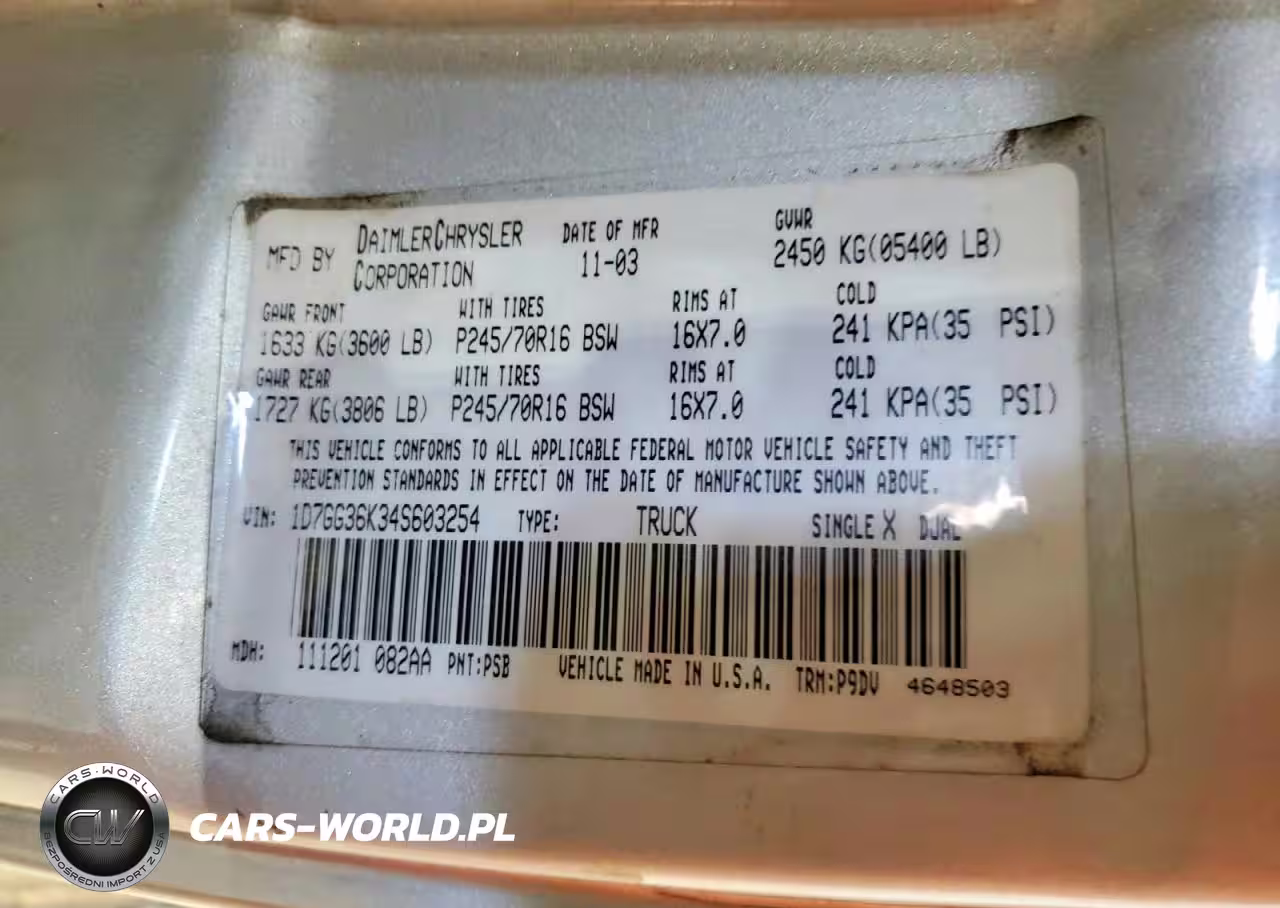 MFD BY DAIMLERCHRYSLER CORPORATION DATE OF MFR 11-03 GVWR 2450 KG(05400 LB)
GAWR FRONT WITH TIRES RIMS AT COLD
1633 KG(3600 LB) P245/70R16 BSW 16X7.0 241 KPA(35 PSI)
GAWR REAR WITH TIRES RIMS AT COLD
1727 KG(3806 LB) P245/70R16 BSW 16X7.0 241 KPA(35 PSI)
THIS VEHICLE CONFORMS TO ALL APPLICABLE FEDERAL MOTOR VEHICLE SAFETY AND THEFT
PREVENTION STANDARDS IN EFFECT ON THE DATE OF MANUFACTURE SHOWN ABOVE.
VIN: 1D7GG36K34S603254 TYPE: TRUCK SINGLE X DUAL
MDH: 111201 082AA PNT:PSB VEHICLE MADE IN U.S.A. TRM:P9DV 4648503
CARS-WORLD
CW
BEZPOŚREDNI IMPORT Z USA
CARS-WORLD.PL